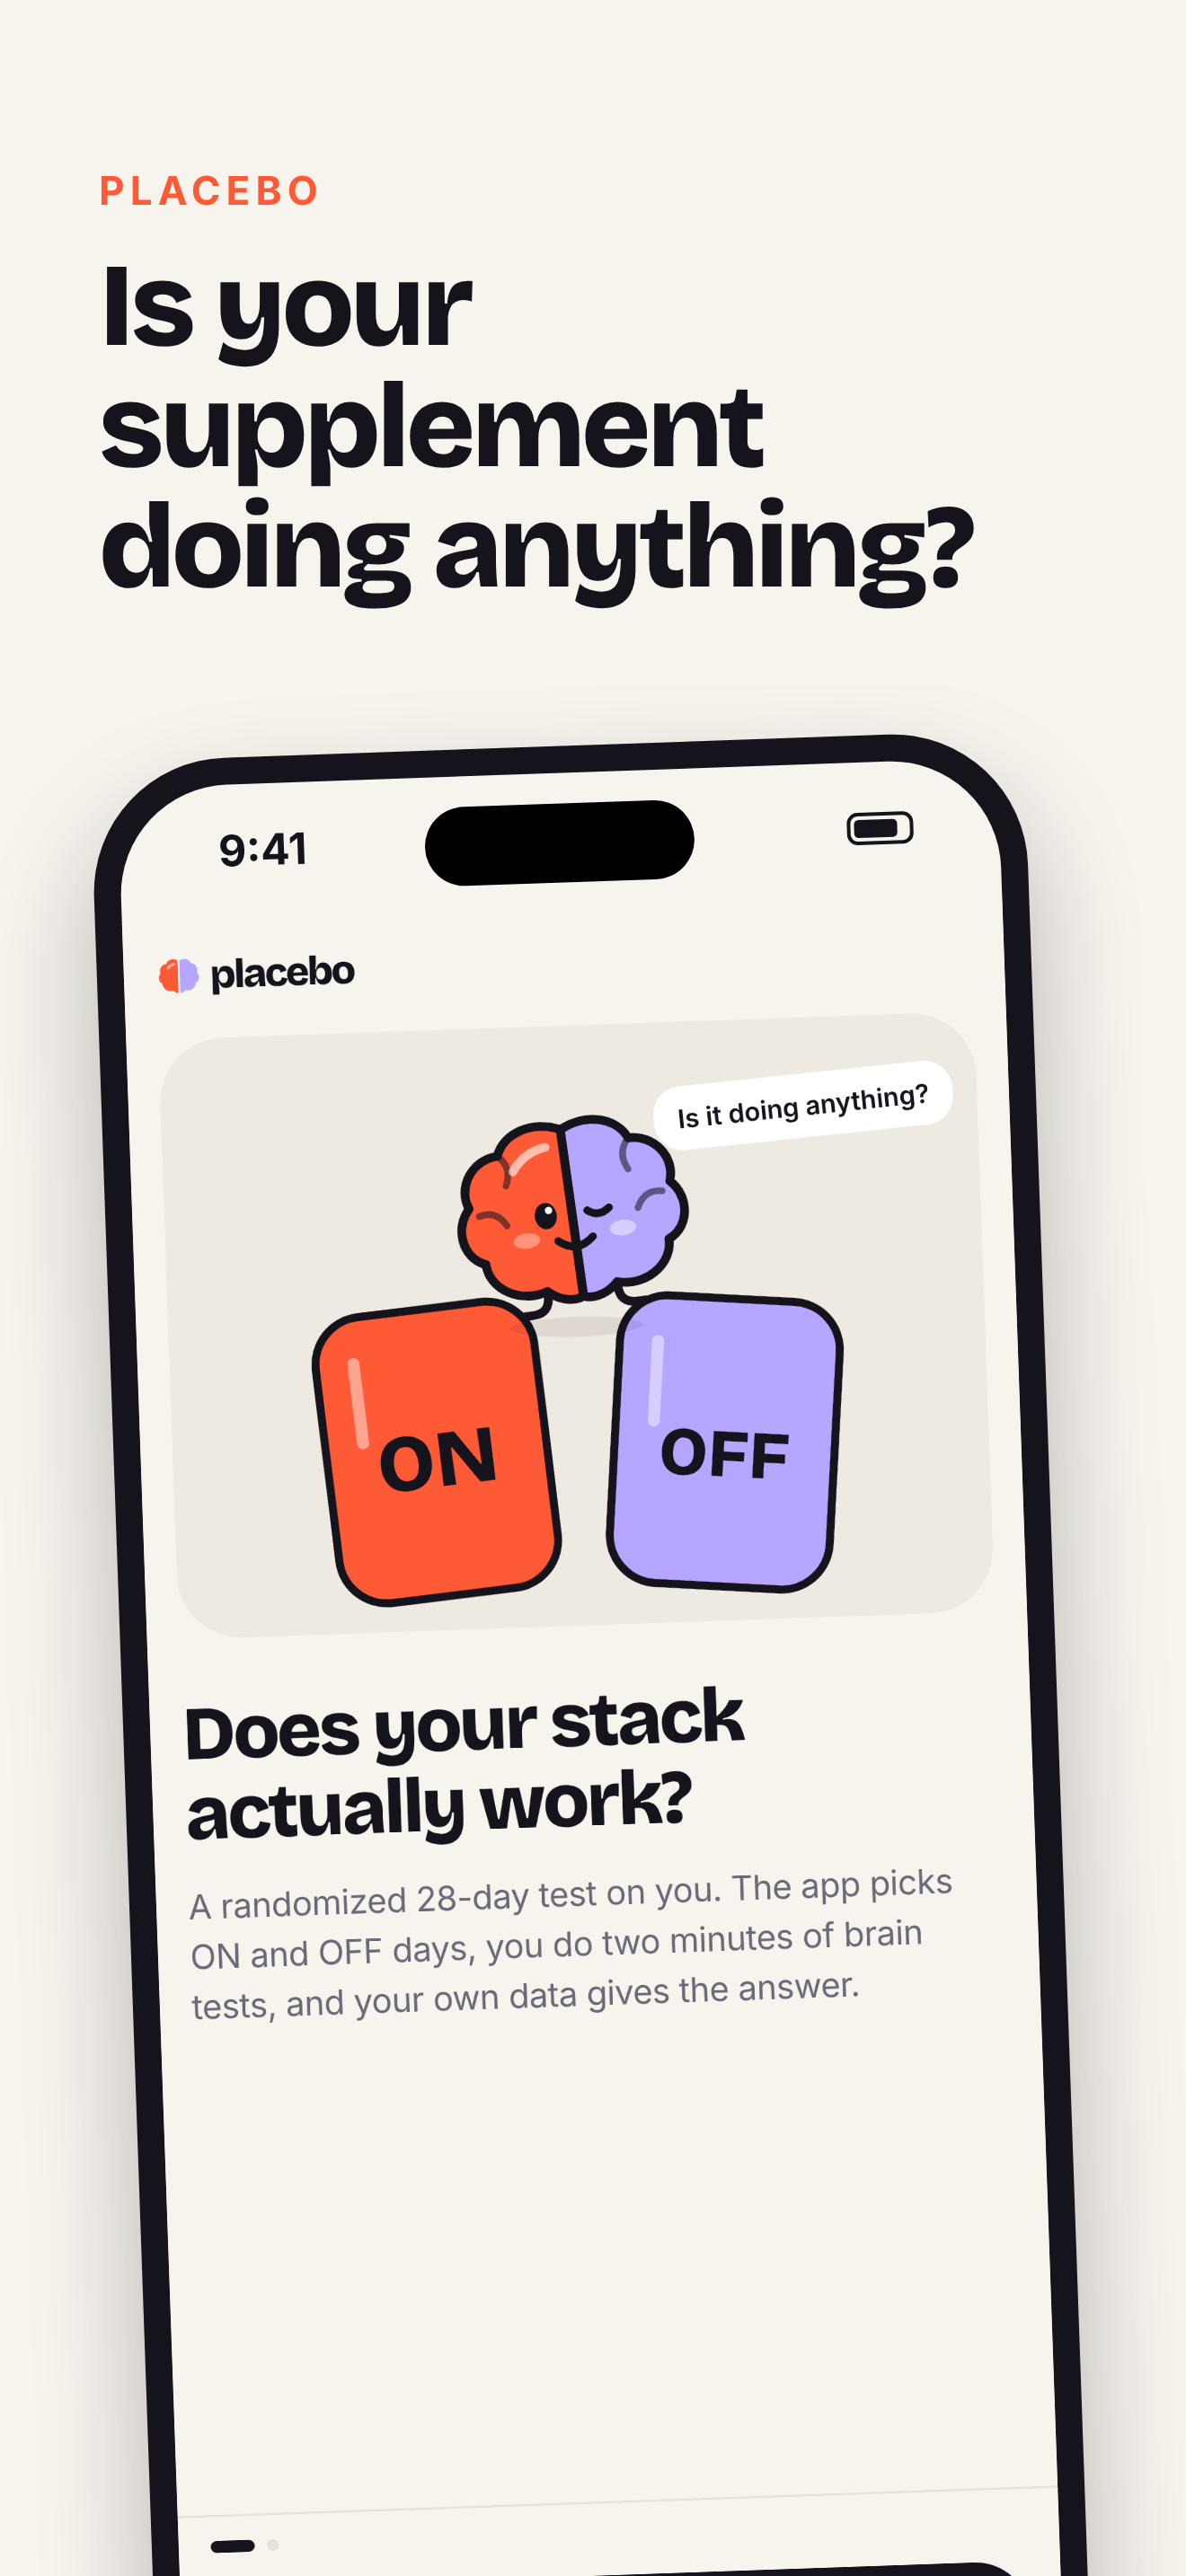 PLACEBO
Is your
supplement
doing anything?
9:41
placebo
Is it doing anything?
ON
OFF
Does your stack
actually work?
A randomized 28-day test on you. The app picks
ON and OFF days, you do two minutes of brain
tests, and your own data gives the answer.